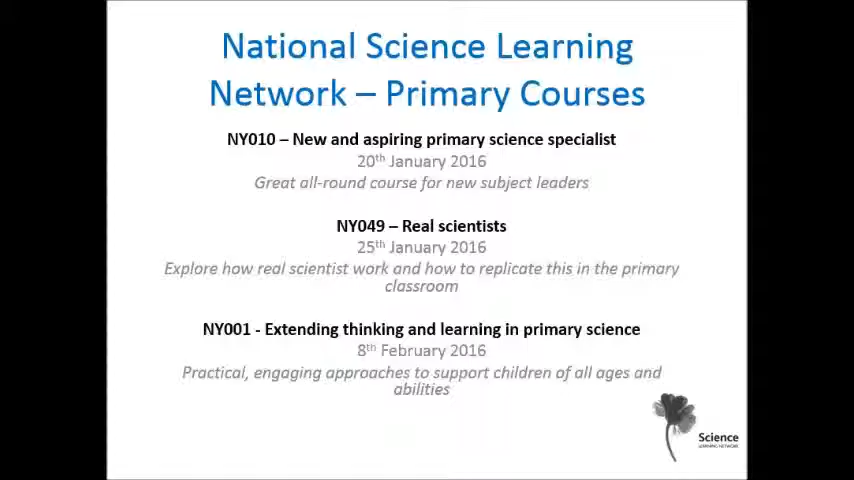 National Science Learning
Network – Primary Courses
NY010 – New and aspiring primary science specialist
20th January 2016
Great all-round course for new subject leaders
NY049 – Real scientists
25th January 2016
Explore how real scientist work and how to replicate this in the primary
classroom
NY001 - Extending thinking and learning in primary science
8th February 2016
Practical, engaging approaches to support children of all ages and
abilities
Science
LEARNING NETWORK